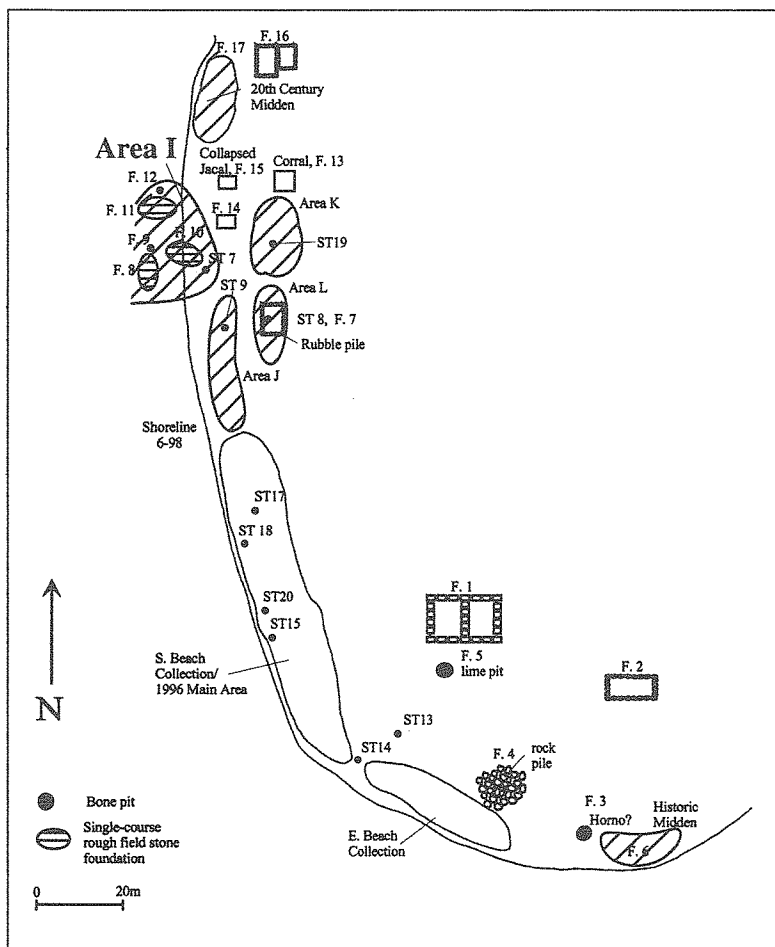 F. 17
F. 16
20th Century
Midden
Area I
Collapsed
Jacal, F. 15
Corral, F. 13
F. 12
F. 11
F. 14
Area K
F.
F. 10
ST19
F. 8
ST 7
ST 9
Area L
ST 8, F. 7
Rubble pile
Area J
Shoreline
6-98
ST17
ST 18
F. 1
ST20
ST15
F. 5
lime pit
S. Beach
Collection/
1996 Main Area
F. 2
N
ST13
ST14
F. 4
rock
pile
Bone pit
F. 3
Horno?
Historic
Midden
Single-course
rough field stone
foundation
E. Beach
Collection
F. 6
0 20m